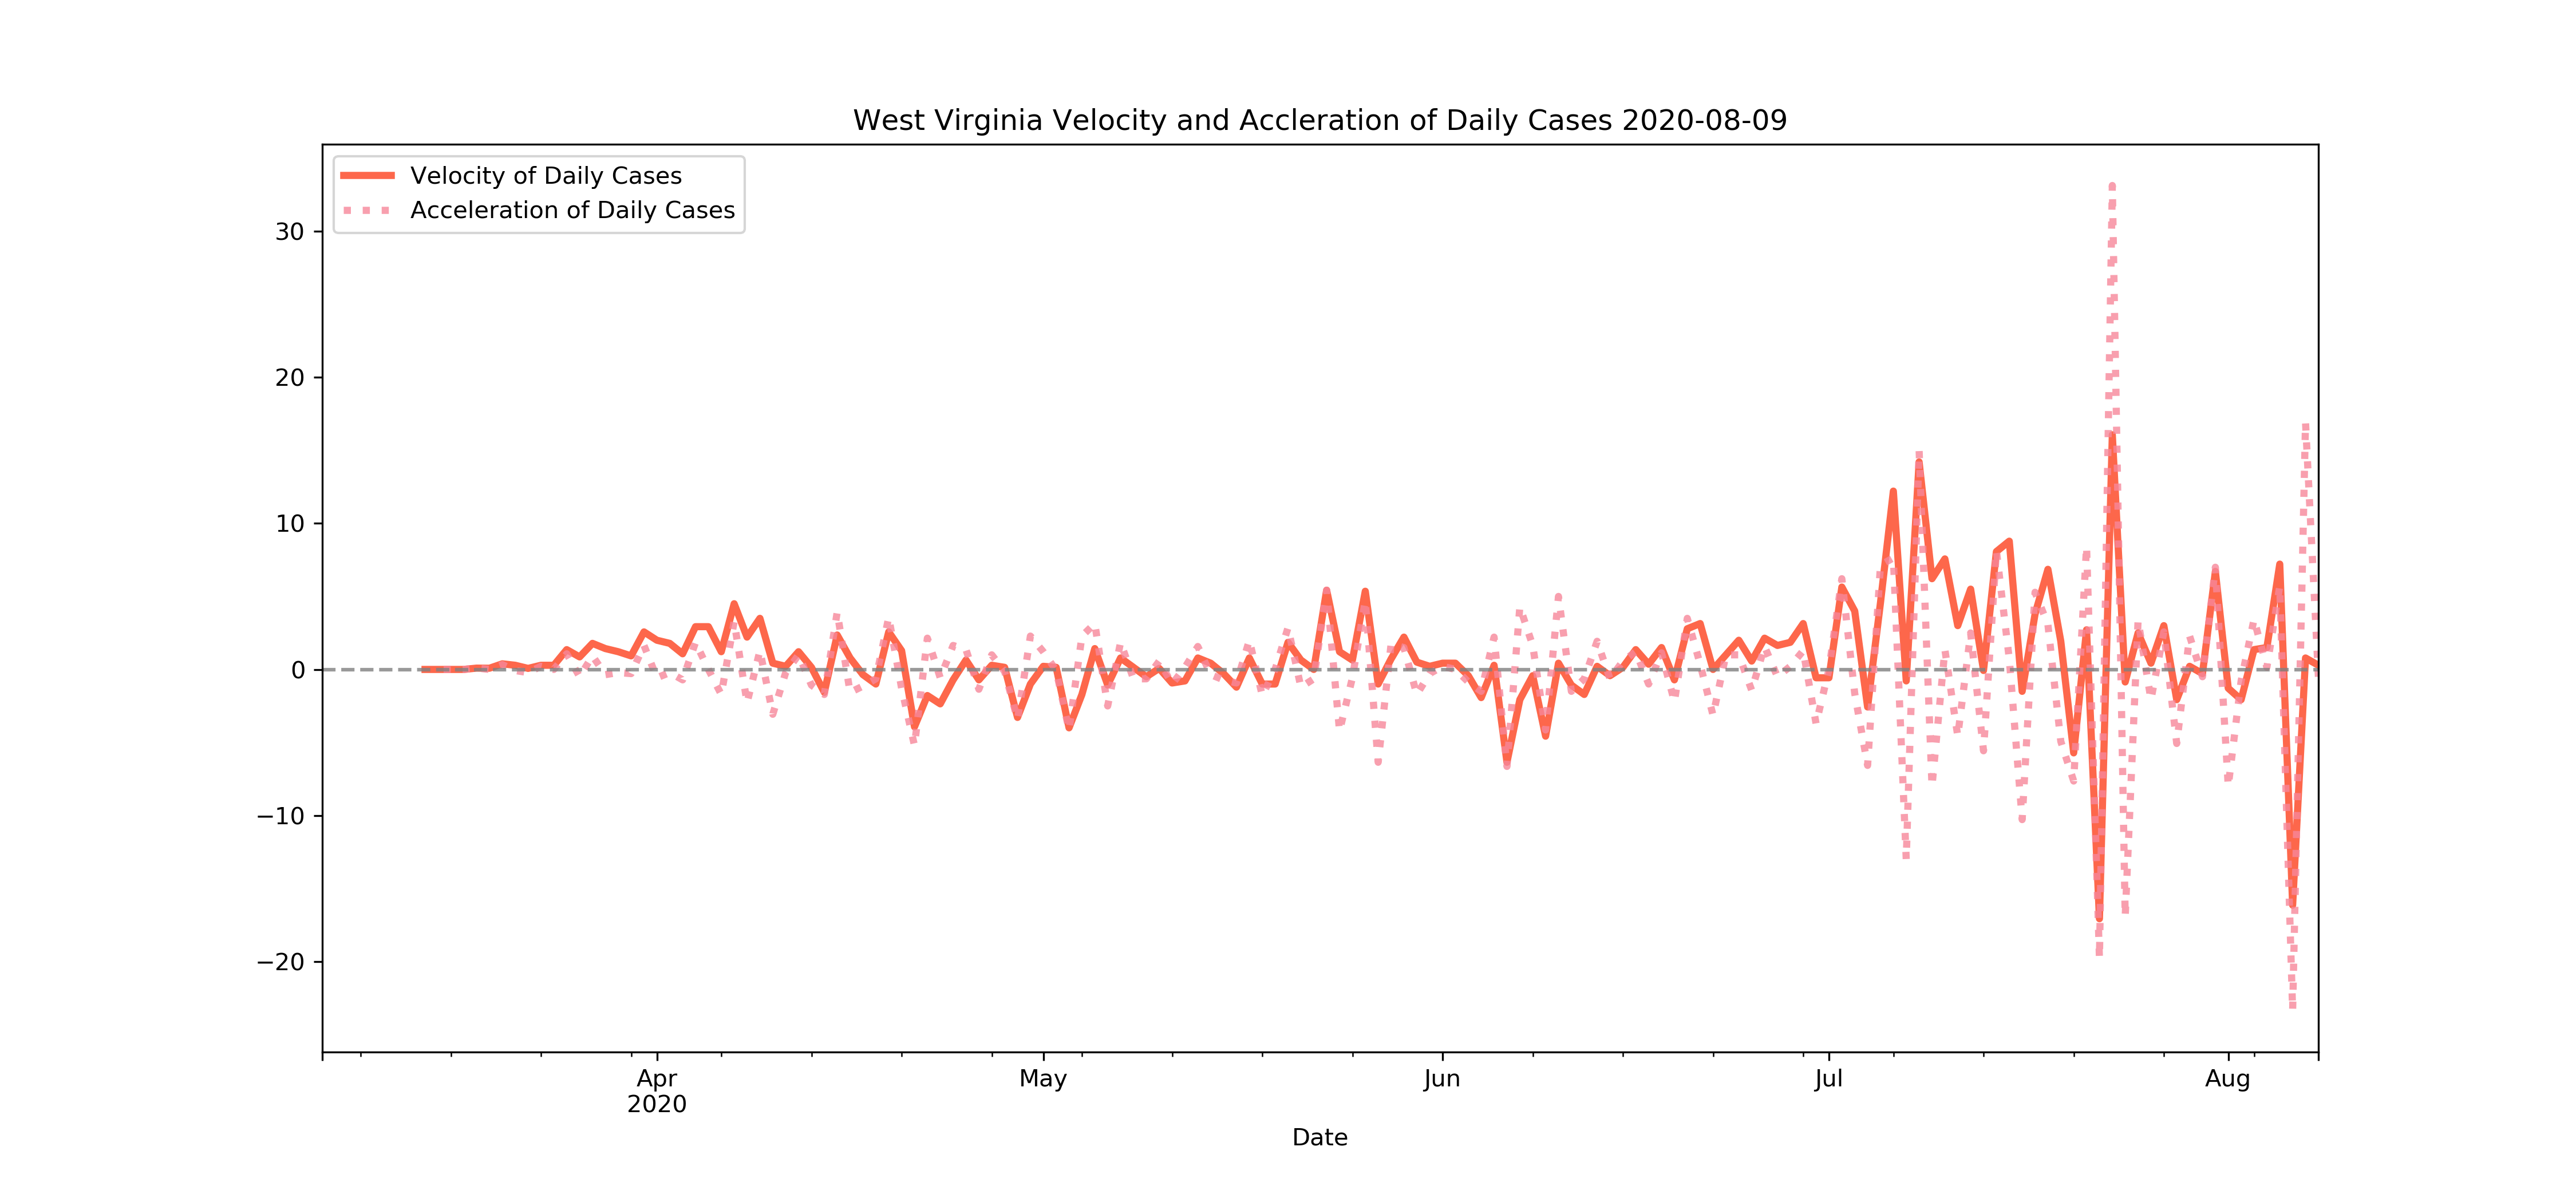 West Virginia Velocity and Accleration of Daily Cases 2020-08-09
Velocity of Daily Cases
Acceleration of Daily Cases
30
20
10
0
−10
−20
Apr May Jun Jul Aug
2020
Date